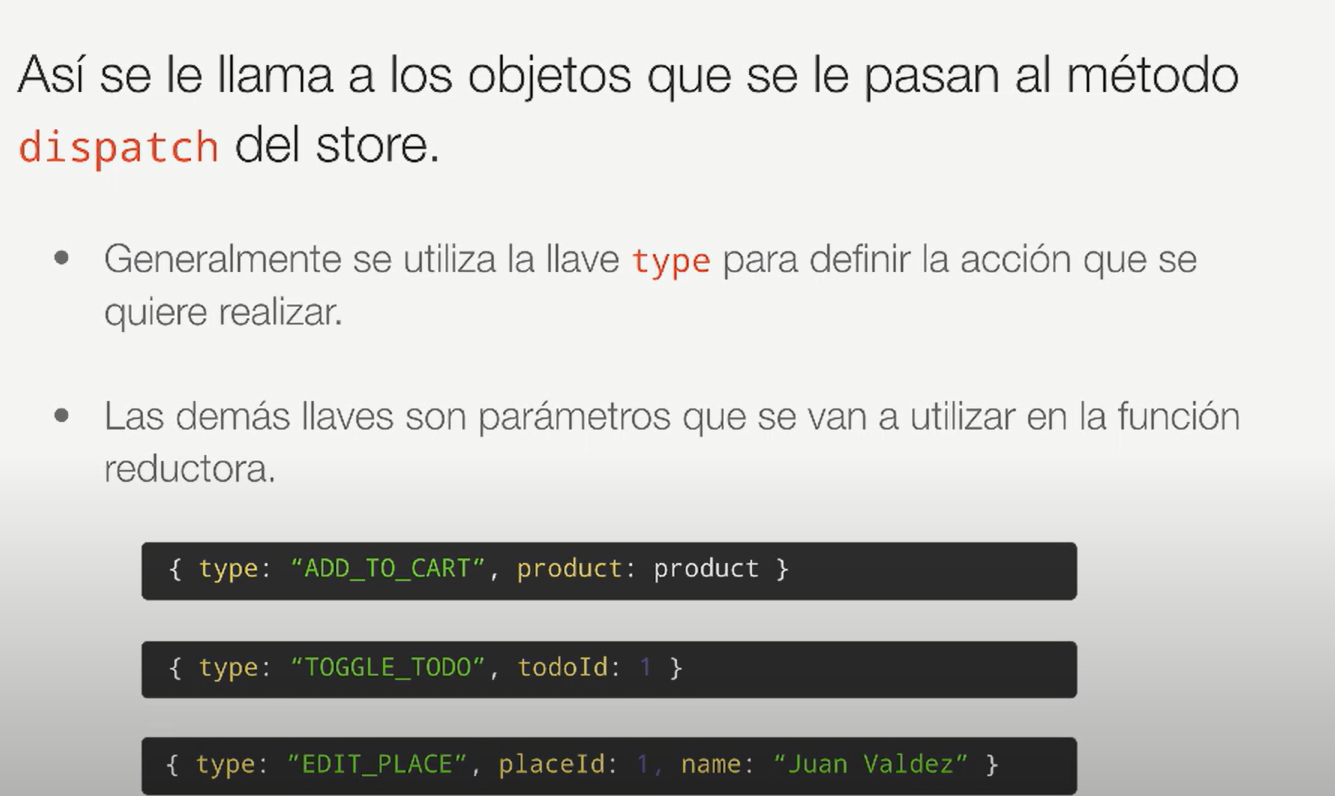 Así se le llama a los objetos que se le pasan al método
dispatch del store.
• Generalmente se utiliza la llave type para definir la acción que se
quiere realizar.
• Las demás llaves son parámetros que se van a utilizar en la función
reductora.
{ type: “ADD_TO_CART”, product: product }
{ type: “TOGGLE_TODO”, todoId: 1 }
{ type: “EDIT_PLACE”, placeId: 1, name: “Juan Valdez” }